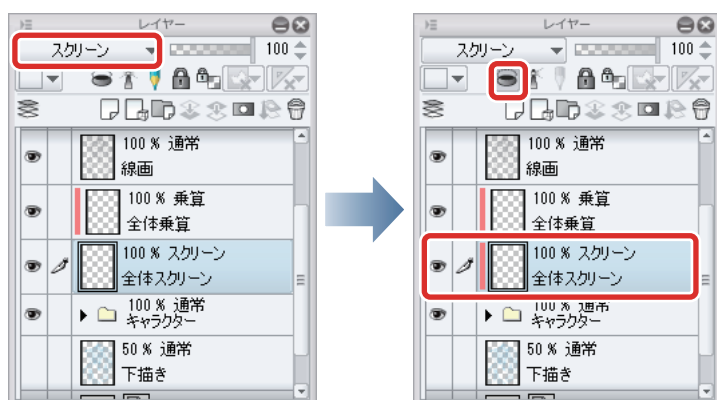 レイヤー
スクリーン 100
100 % 通常
線画
100 % 乗算
全体乗算
100 % スクリーン
全体スクリーン
100 % 通常
キャラクター
50 % 通常
下描き
レイヤー
スクリーン 100
100 % 通常
線画
100 % 乗算
全体乗算
100 % スクリーン
全体スクリーン
100 % 通常
キャラクター
50 % 通常
下描き